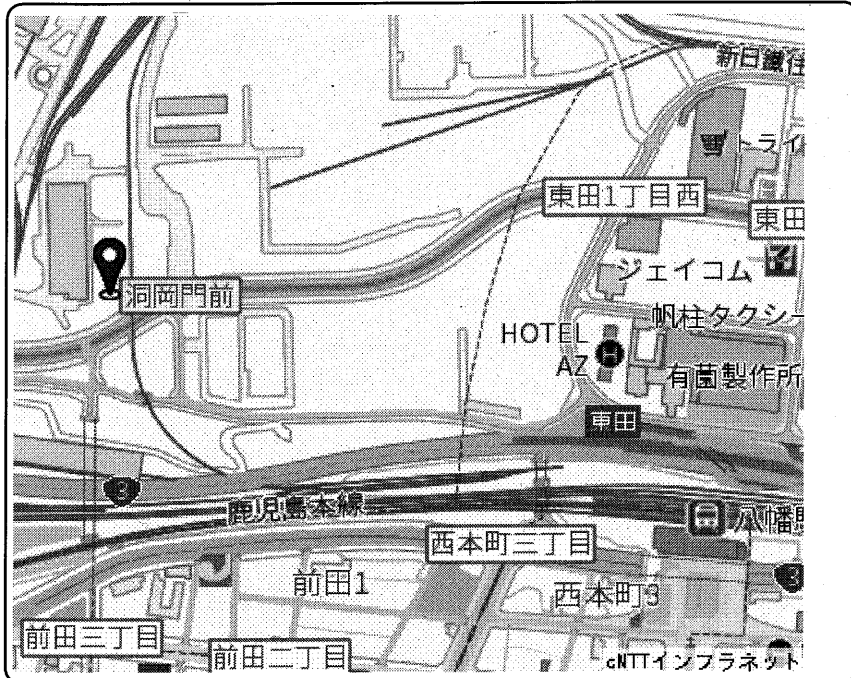 新日鐵住
トライ
東田1丁目西
東田
ジェイコム
洞岡門前
帆柱タクシー
HOTEL
AZ
H
有薗製作所
東田
3
鹿児島本線
八幡駅
西本町三丁目
前田1
西本町3
3
前田三丁目
前田二丁目
cNTTインフラネット